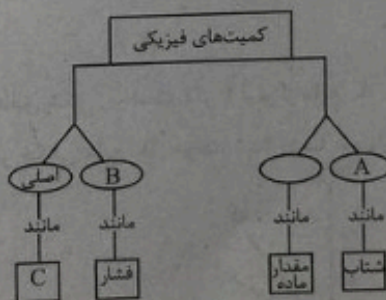 کمیت‌های فیزیکی
A
B
اصلی
مانند
مانند
مانند
مانند
شتاب
مقدار
ماده
فشار
C